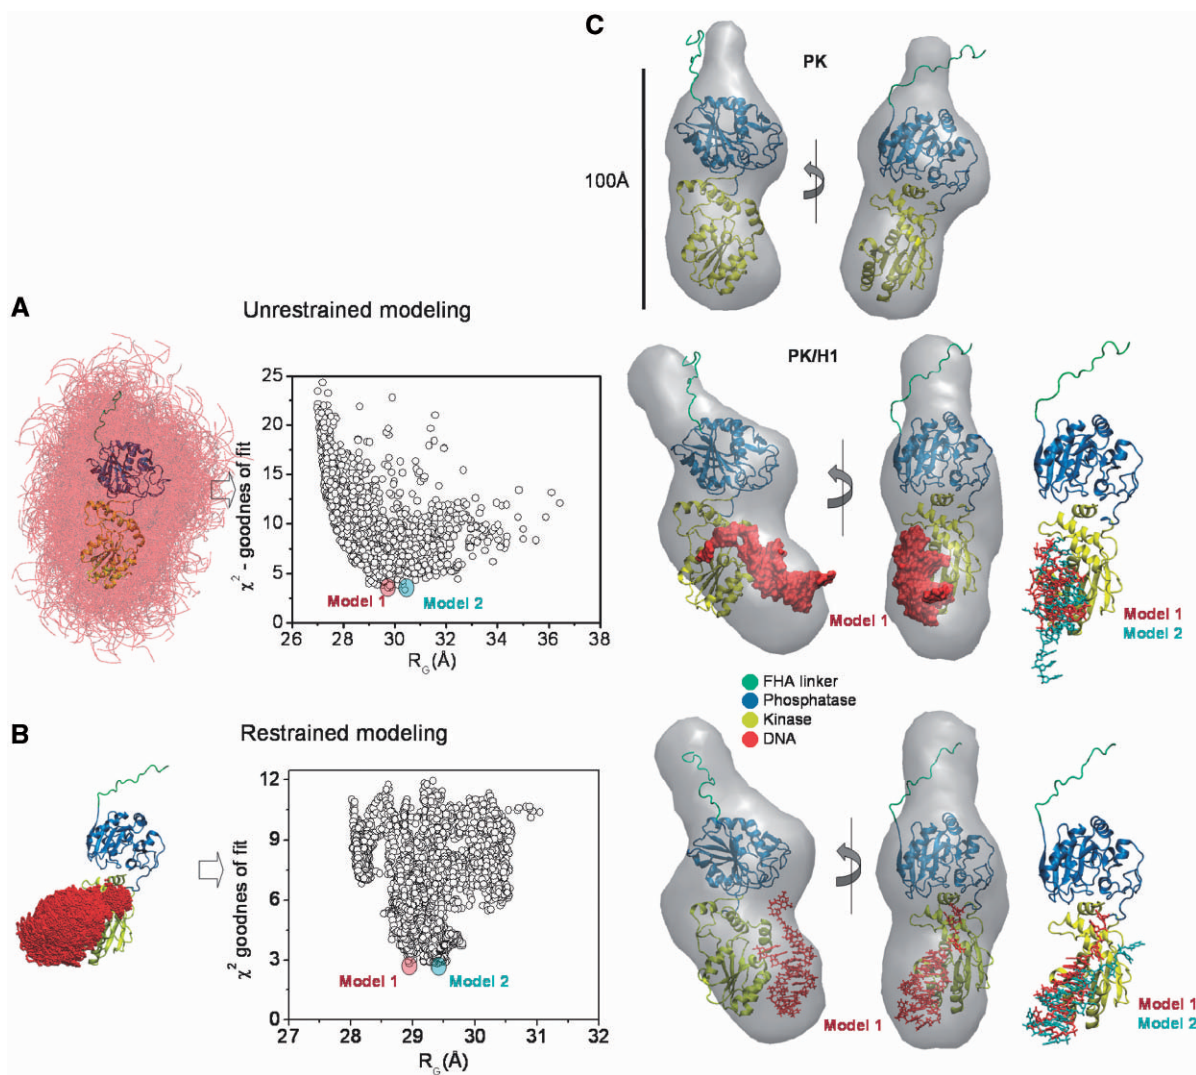 C
PK
100Å
A
Unrestrained modeling
χ² - goodness of fit
25
20
15
10
5
0
Model 1
Model 2
26 28 30 32 34 36 38
R_G(Å)
PK/H1
Model 1
Model 1
Model 2
FHA linker
Phosphatase
Kinase
DNA
B
Restrained modeling
χ² goodnes of fit
12
9
6
3
0
Model 1
Model 2
27 28 29 30 31 32
R_G(Å)
Model 1
Model 1
Model 2